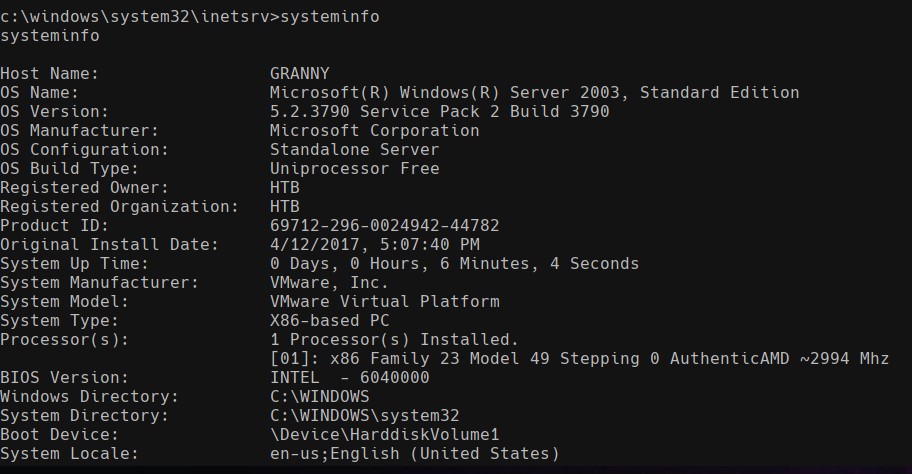 c:\windows\system32\inetsrv>systeminfo
systeminfo
Host Name: GRANNY
OS Name: Microsoft(R) Windows(R) Server 2003, Standard Edition
OS Version: 5.2.3790 Service Pack 2 Build 3790
OS Manufacturer: Microsoft Corporation
OS Configuration: Standalone Server
OS Build Type: Uniprocessor Free
Registered Owner: HTB
Registered Organization: HTB
Product ID: 69712-296-0024942-44782
Original Install Date: 4/12/2017, 5:07:40 PM
System Up Time: 0 Days, 0 Hours, 6 Minutes, 4 Seconds
System Manufacturer: VMware, Inc.
System Model: VMware Virtual Platform
System Type: X86-based PC
Processor(s): 1 Processor(s) Installed.
[01]: x86 Family 23 Model 49 Stepping 0 AuthenticAMD ~2994 Mhz
BIOS Version: INTEL  - 6040000
Windows Directory: C:\WINDOWS
System Directory: C:\WINDOWS\system32
Boot Device: \Device\HarddiskVolume1
System Locale: en-us;English (United States)